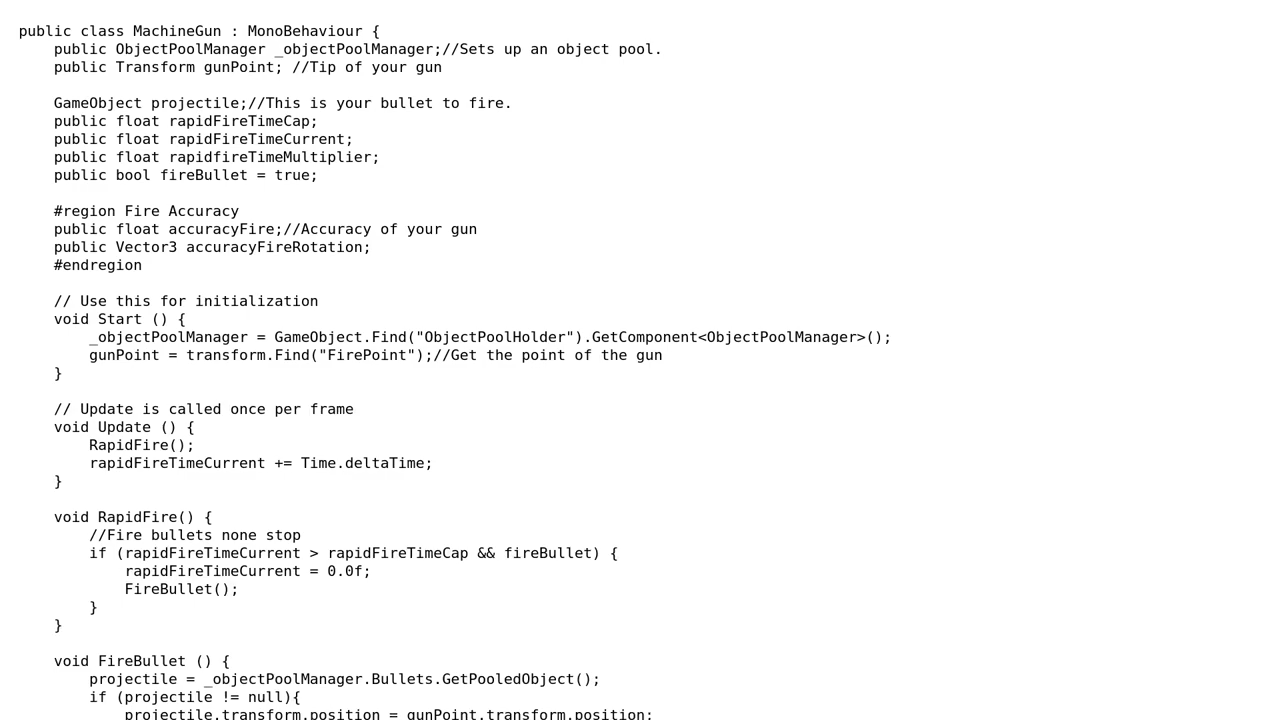 public class MachineGun : MonoBehaviour {
    public ObjectPoolManager _objectPoolManager;//Sets up an object pool.
    public Transform gunPoint; //Tip of your gun

    GameObject projectile;//This is your bullet to fire.
    public float rapidFireTimeCap;
    public float rapidFireTimeCurrent;
    public float rapidfireTimeMultiplier;
    public bool fireBullet = true;

    #region Fire Accuracy
    public float accuracyFire;//Accuracy of your gun
    public Vector3 accuracyFireRotation;
    #endregion

    // Use this for initialization
    void Start () {
        _objectPoolManager = GameObject.Find("ObjectPoolHolder").GetComponent<ObjectPoolManager>();
        gunPoint = transform.Find("FirePoint");//Get the point of the gun
    }

    // Update is called once per frame
    void Update () {
        RapidFire();
        rapidFireTimeCurrent += Time.deltaTime;
    }

    void RapidFire() {
        //Fire bullets none stop
        if (rapidFireTimeCurrent > rapidFireTimeCap && fireBullet) {
            rapidFireTimeCurrent = 0.0f;
            FireBullet();
        }
    }

    void FireBullet () {
        projectile = _objectPoolManager.Bullets.GetPooledObject();
        if (projectile != null){
            projectile.transform.position = gunPoint.transform.position;